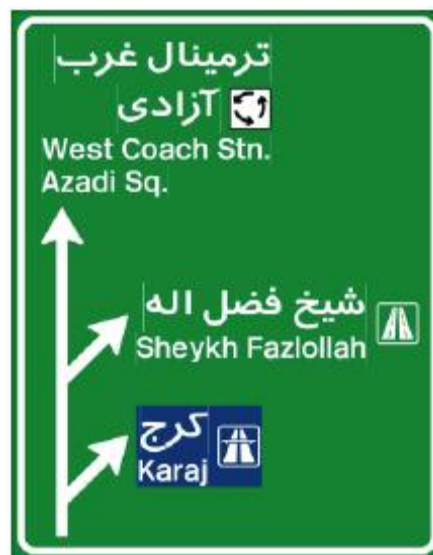 ترمینال غرب
آزادی
West Coach Stn.
Azadi Sq.
شیخ فضل اله
Sheykh Fazlollah
کرج
Karaj